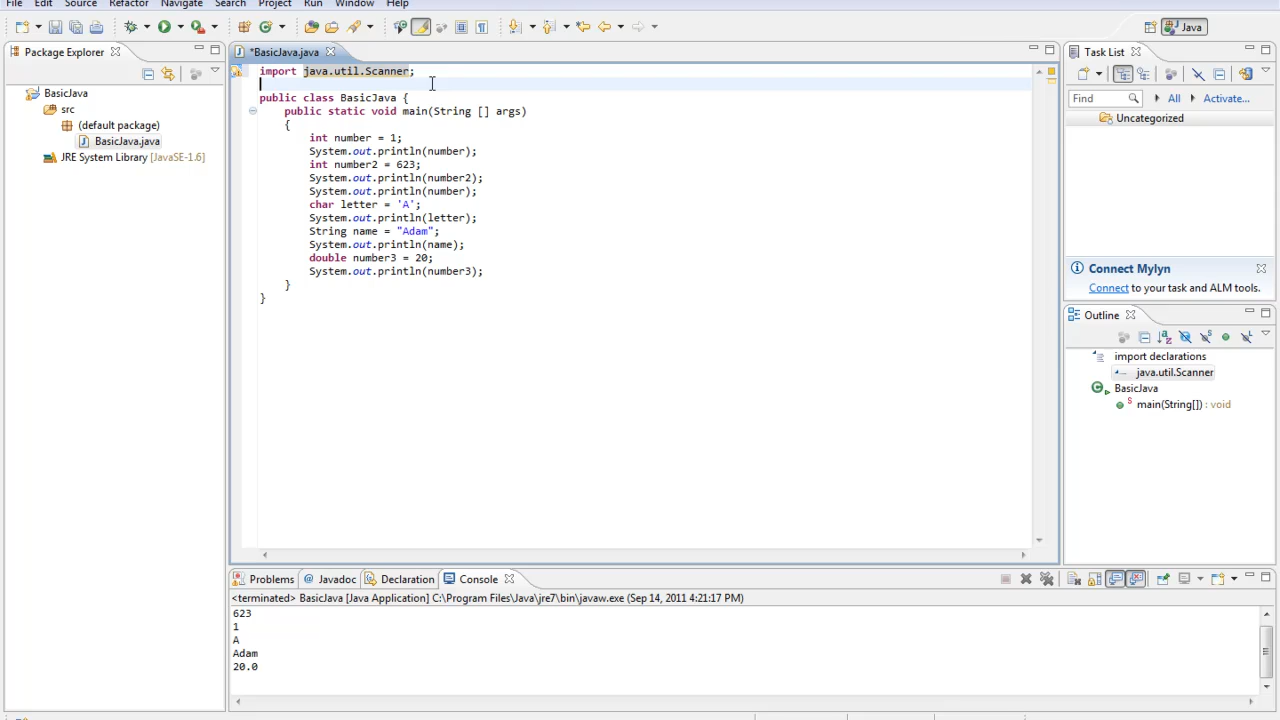 File Edit Source Refactor Navigate Search Project Run Window Help
Java
Package Explorer
BasicJava
src
(default package)
BasicJava.java
JRE System Library [JavaSE-1.6]
*BasicJava.java
import java.util.Scanner;
public class BasicJava {
public static void main(String [] args)
{
int number = 1;
System.out.println(number);
int number2 = 623;
System.out.println(number2);
System.out.println(number);
char letter = 'A';
System.out.println(letter);
String name = "Adam";
System.out.println(name);
double number3 = 20;
System.out.println(number3);
}
}
Task List
Find All Activate...
Uncategorized
Connect Mylyn
Connect to your task and ALM tools.
Outline
import declarations
java.util.Scanner
BasicJava
main(String[]) : void
Problems @ Javadoc Declaration Console
<terminated> BasicJava [Java Application] C:\Program Files\Java\jre7\bin\javaw.exe (Sep 14, 2011 4:21:17 PM)
623
1
A
Adam
20.0